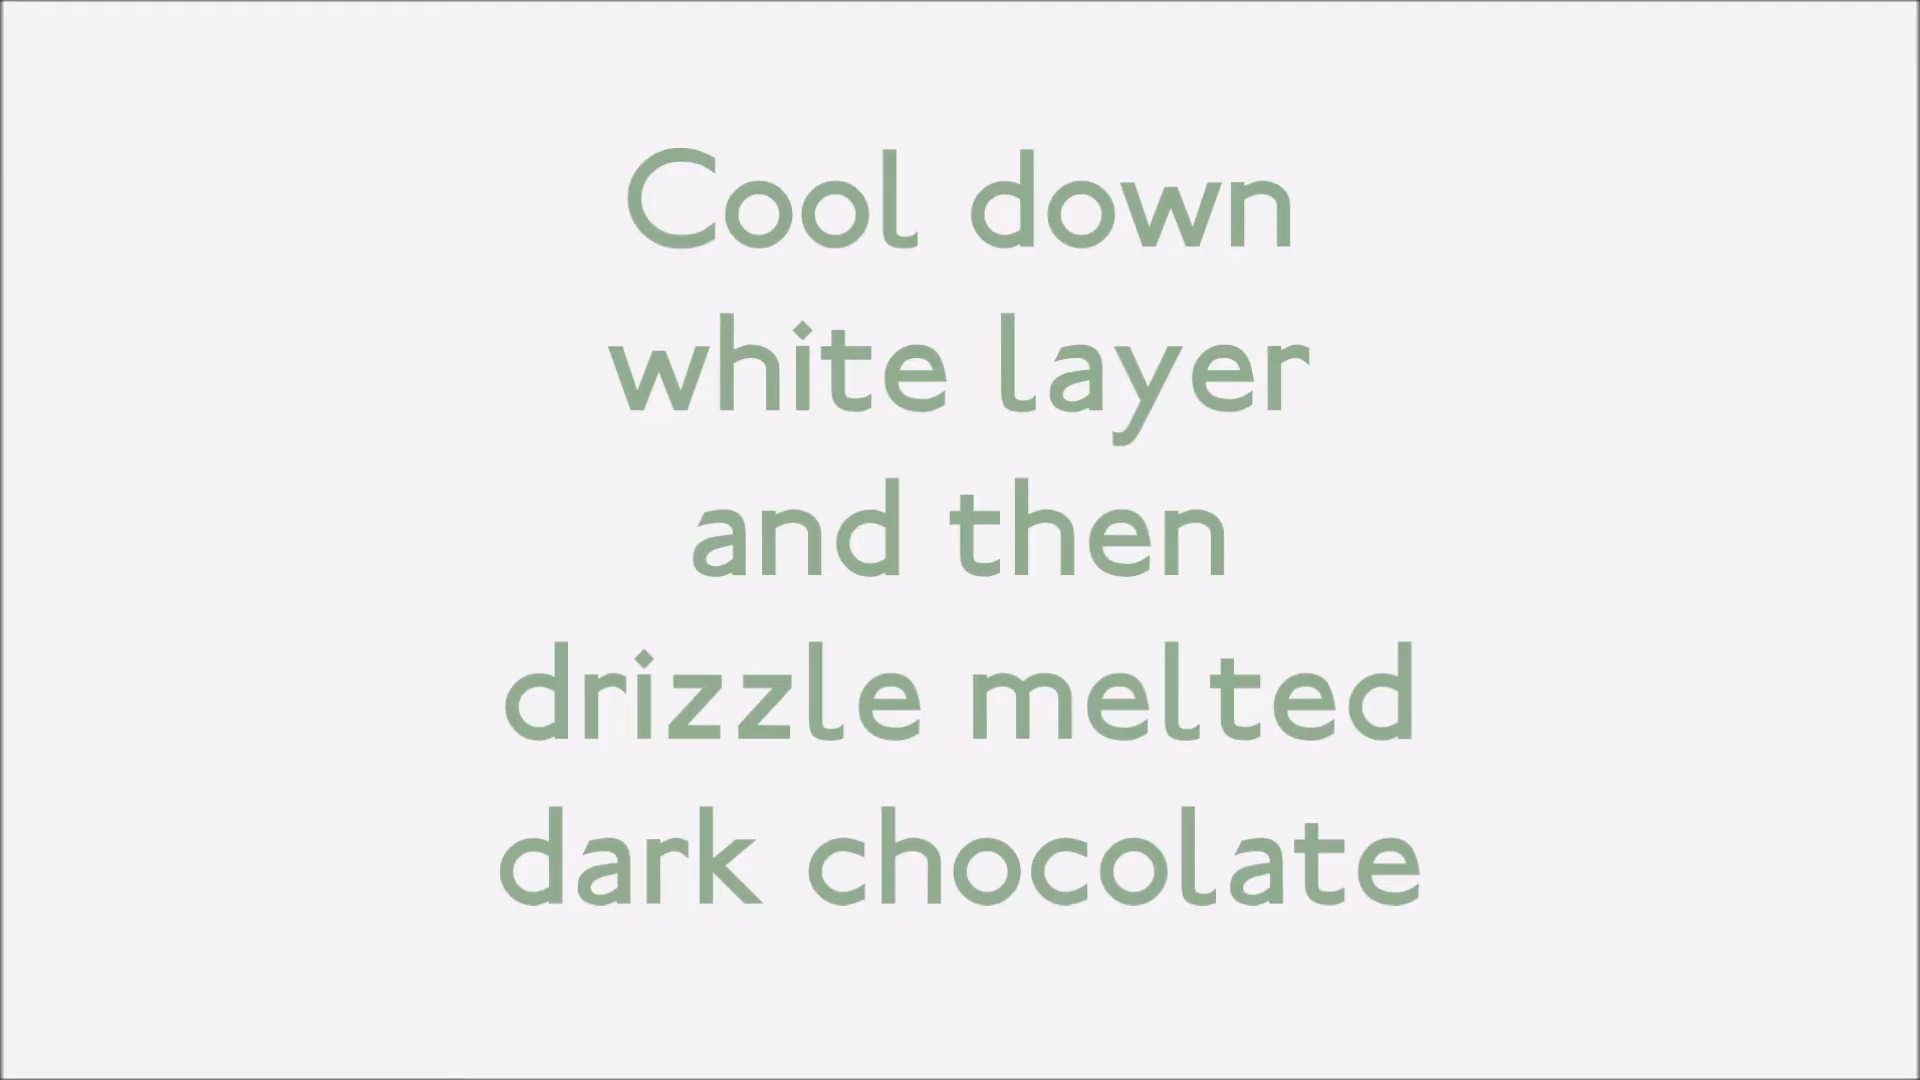 Cool down
white layer
and then
drizzle melted
dark chocolate